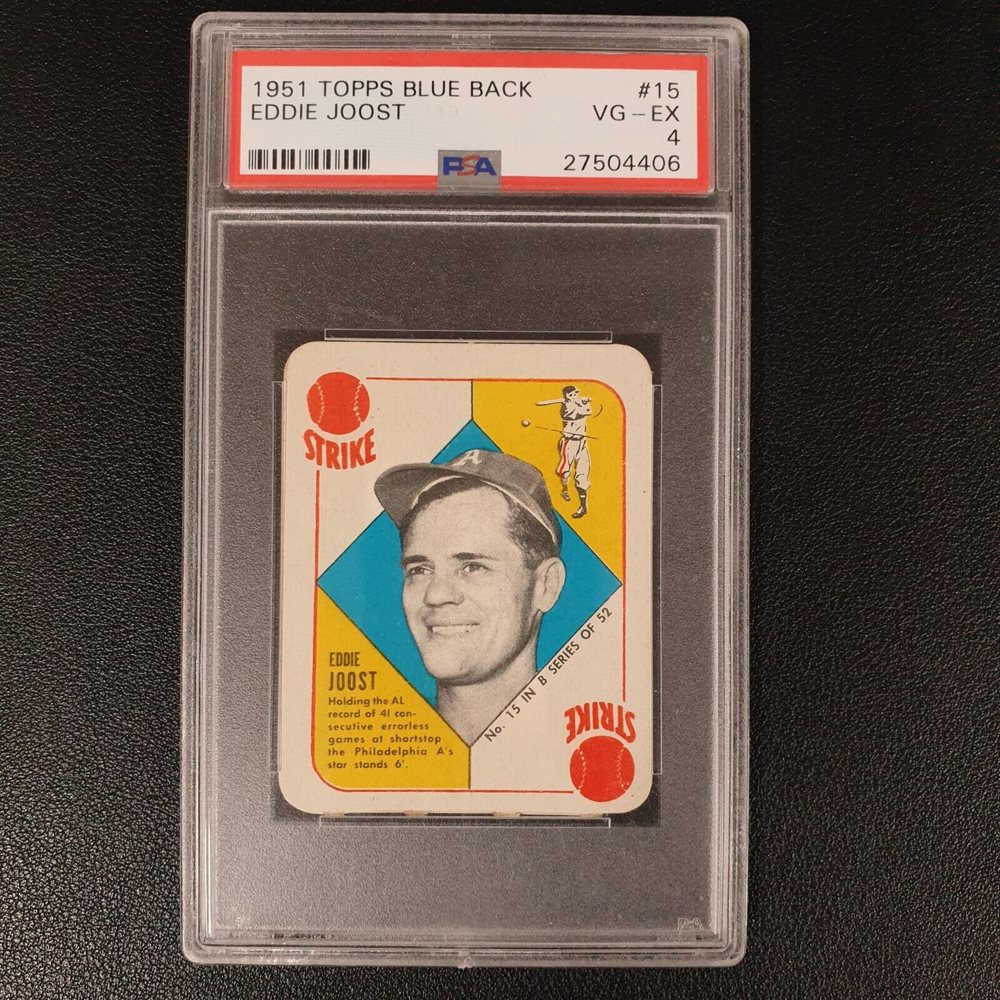 1951 TOPPS BLUE BACK #15
EDDIE JOOST VG - EX
4
PSA 27504406
STRIKE
A
EDDIE
JOOST
Holding the AL
record of 41 con-
secutive errorless
games at shortstop
the Philadelphia A's
star stands 6'.
No. 15 IN B SERIES OF 52
STRIKE
PSA